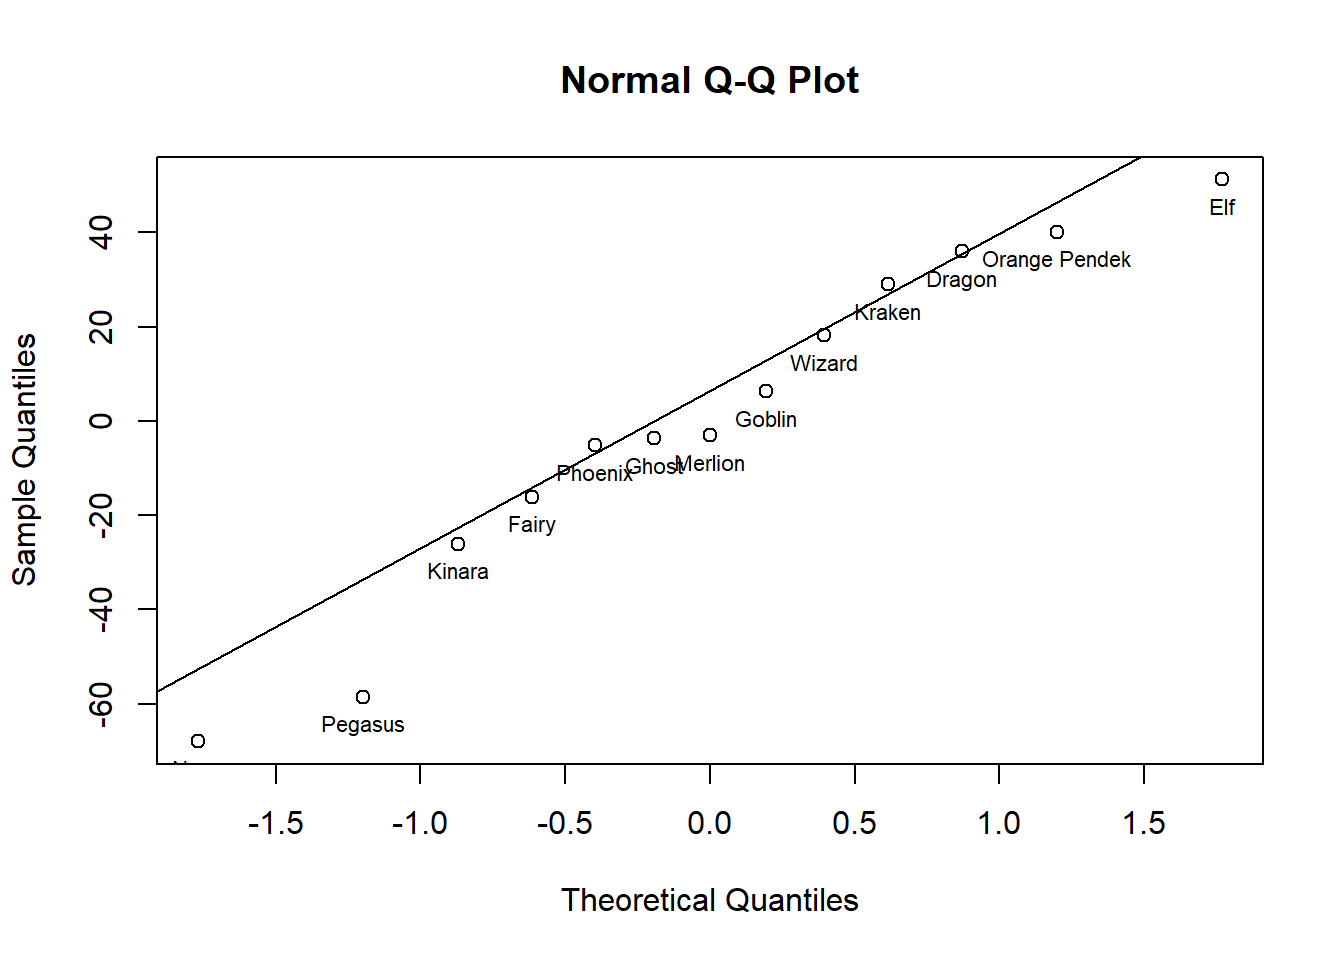 Normal Q-Q Plot
Sample Quantiles
40
20
0
-20
-40
-60
Elf
Orange Pendek
Dragon
Kraken
Wizard
Goblin
Merlion
Ghost
Phoenix
Fairy
Kinara
Pegasus
-1.5 -1.0 -0.5 0.0 0.5 1.0 1.5
Theoretical Quantiles